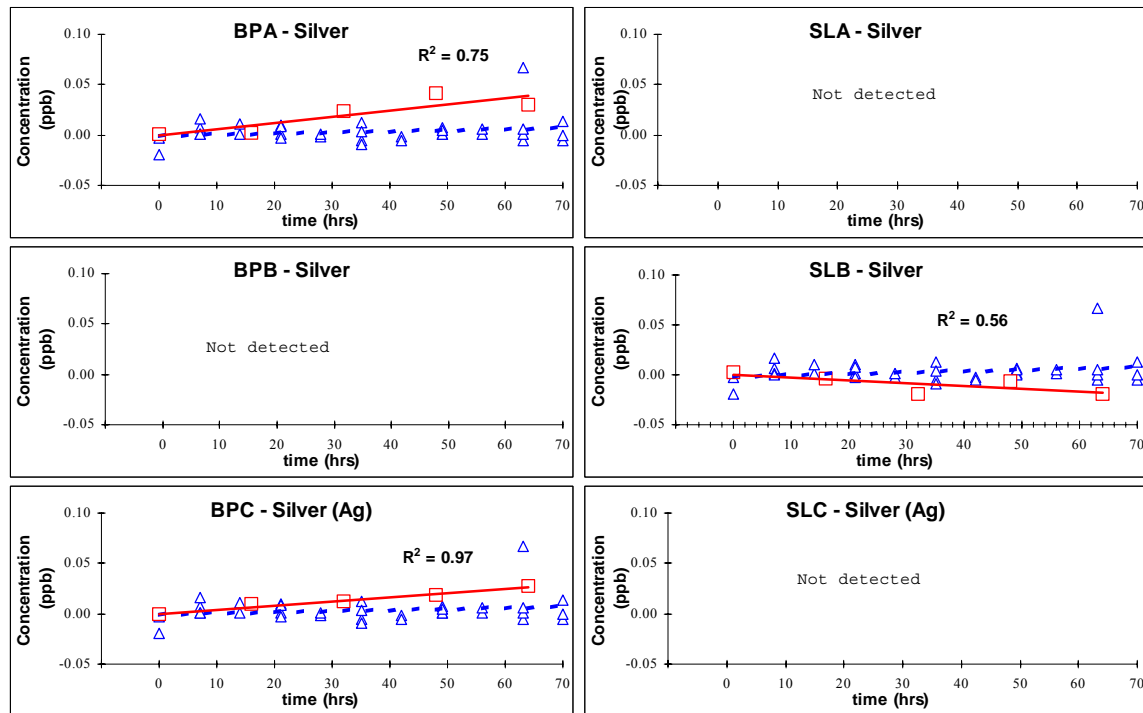 BPA - Silver
R² = 0.75
Concentration
(ppb)
0.10
0.05
0.00
-0.05
0 10 20 30 40 50 60 70
time (hrs)
SLA - Silver
Not detected
Concentration
(ppb)
0.10
0.05
0.00
-0.05
0 10 20 30 40 50 60 70
time (hrs)
BPB - Silver
Not detected
Concentration
(ppb)
0.10
0.05
0.00
-0.05
0 10 20 30 40 50 60 70
time (hrs)
SLB - Silver
R² = 0.56
Concentration
(ppb)
0.10
0.05
0.00
-0.05
0 10 20 30 40 50 60 70
time (hrs)
BPC - Silver (Ag)
R² = 0.97
Concentration
(ppb)
0.10
0.05
0.00
-0.05
0 10 20 30 40 50 60 70
time (hrs)
SLC - Silver (Ag)
Not detected
Concentration
(ppb)
0.10
0.05
0.00
-0.05
0 10 20 30 40 50 60 70
time (hrs)